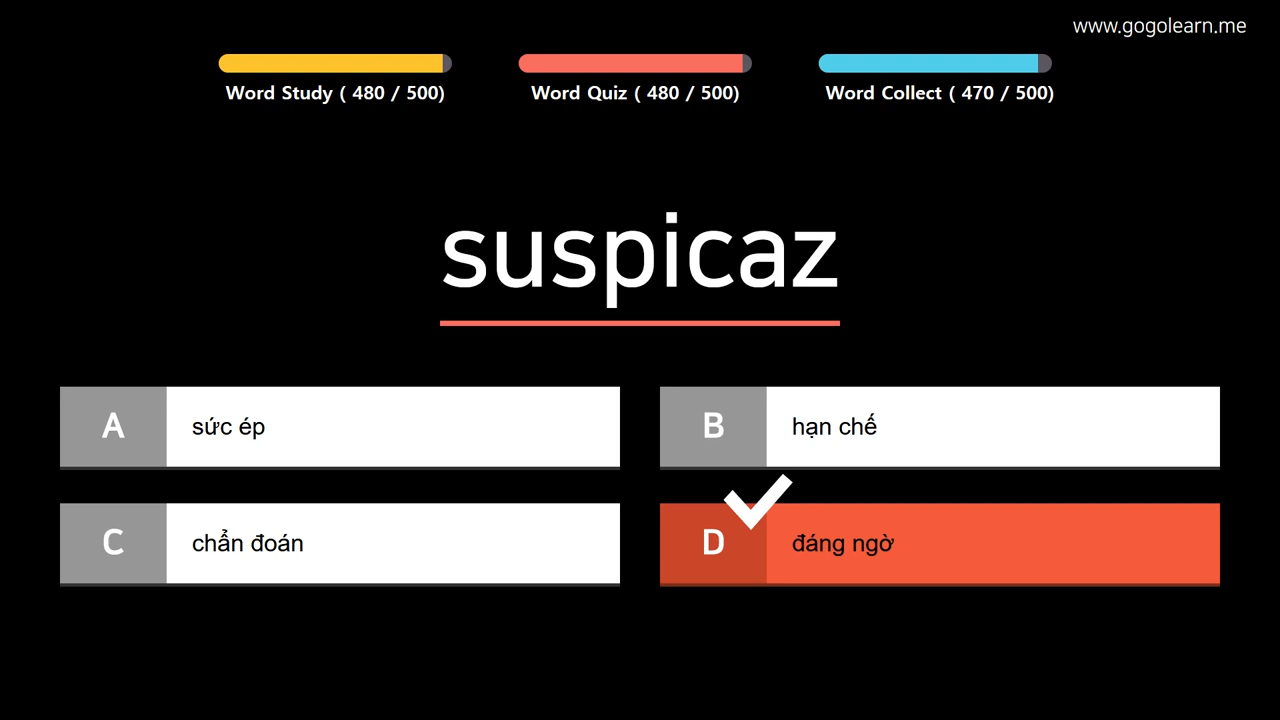 www.gogolearn.me
Word Study ( 480 / 500)
Word Quiz ( 480 / 500)
Word Collect ( 470 / 500)
suspicaz
A
sức ép
B
hạn chế
C
chẩn đoán
D
đáng ngờ